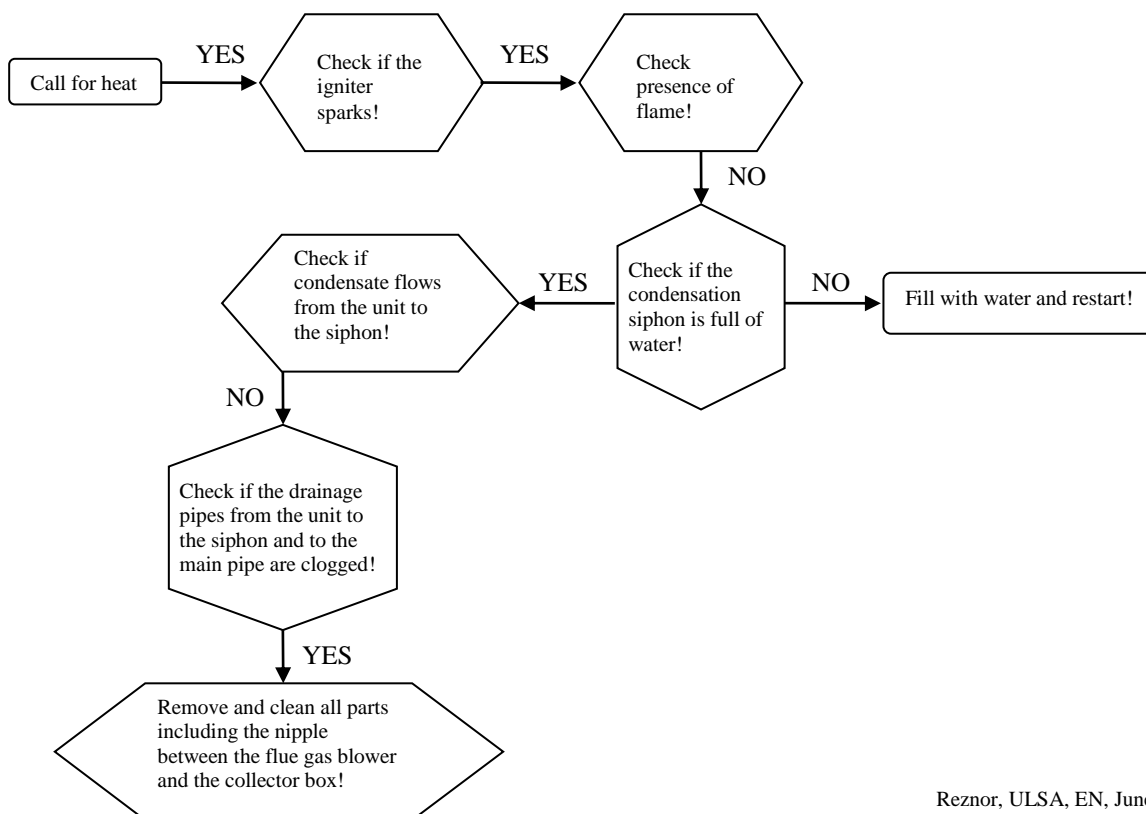 Call for heat
YES
Check if the
igniter
sparks!
YES
Check
presence of
flame!
NO
Check if the
condensation
siphon is full of
water!
NO
Fill with water and restart!
YES
Check if
condensate flows
from the unit to
the siphon!
NO
Check if the drainage
pipes from the unit to
the siphon and to the
main pipe are clogged!
YES
Remove and clean all parts
including the nipple
between the flue gas blower
and the collector box!
Reznor, ULSA, EN, June